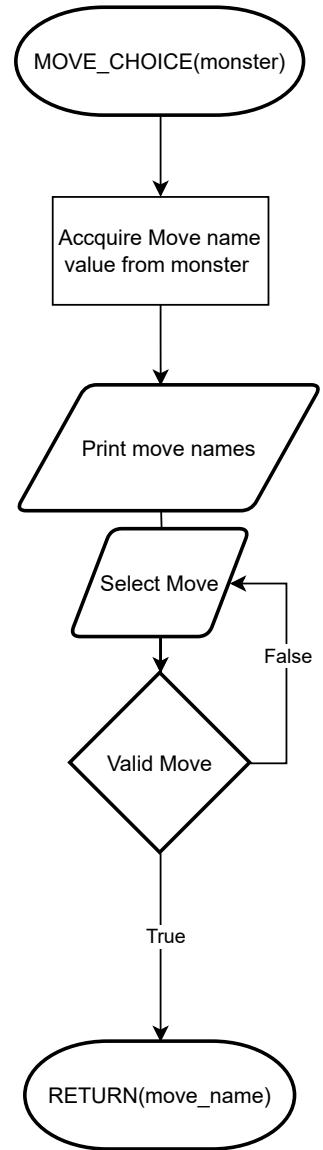 MOVE_CHOICE(monster)
Accquire Move name
value from monster
Print move names
Select Move
False
Valid Move
True
RETURN(move_name)